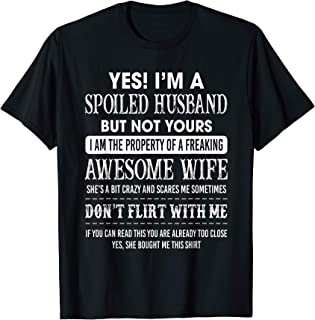 YES! I'M A
SPOILED HUSBAND
BUT NOT YOURS
I AM THE PROPERTY OF A FREAKING
AWESOME WIFE
SHE'S A BIT CRAZY AND SCARES ME SOMETIMES
DON'T FLIRT WITH ME
IF YOU CAN READ THIS YOU ARE ALREADY TOO CLOSE
YES, SHE BOUGHT ME THIS SHIRT